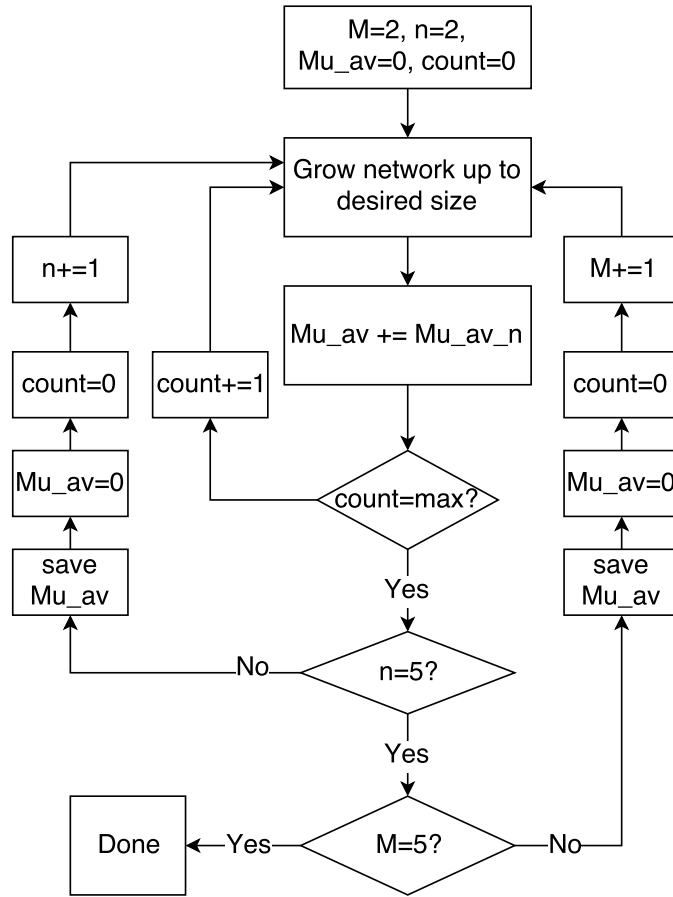 M=2, n=2,
Mu_av=0, count=0
Grow network up to
desired size
n+=1
M+=1
Mu_av += Mu_av_n
count=0
count+=1
count=0
Mu_av=0
count=max?
Mu_av=0
save
Mu_av
Yes
save
Mu_av
No
n=5?
Yes
Done
Yes
M=5?
No